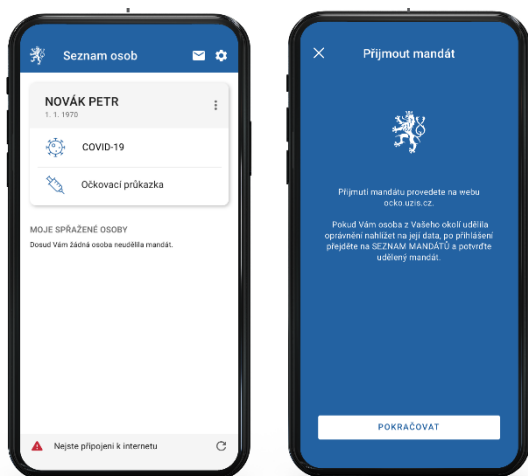 Seznam osob
NOVÁK PETR
1. 1. 1970
COVID-19
Očkovací průkazka
MOJE SPŘAŽENÉ OSOBY
Dosud Vám žádná osoba neudělila mandát.
Nejste připojeni k internetu
Přijmout mandát
Přijmutí mandátu provedete na webu
ocko.uzis.cz.
Pokud Vám osoba z Vašeho okolí udělila
oprávnění nahlížet na její data, po přihlášení
přejděte na SEZNAM MANDÁTŮ a potvrďte
udělený mandát.
POKRAČOVAT